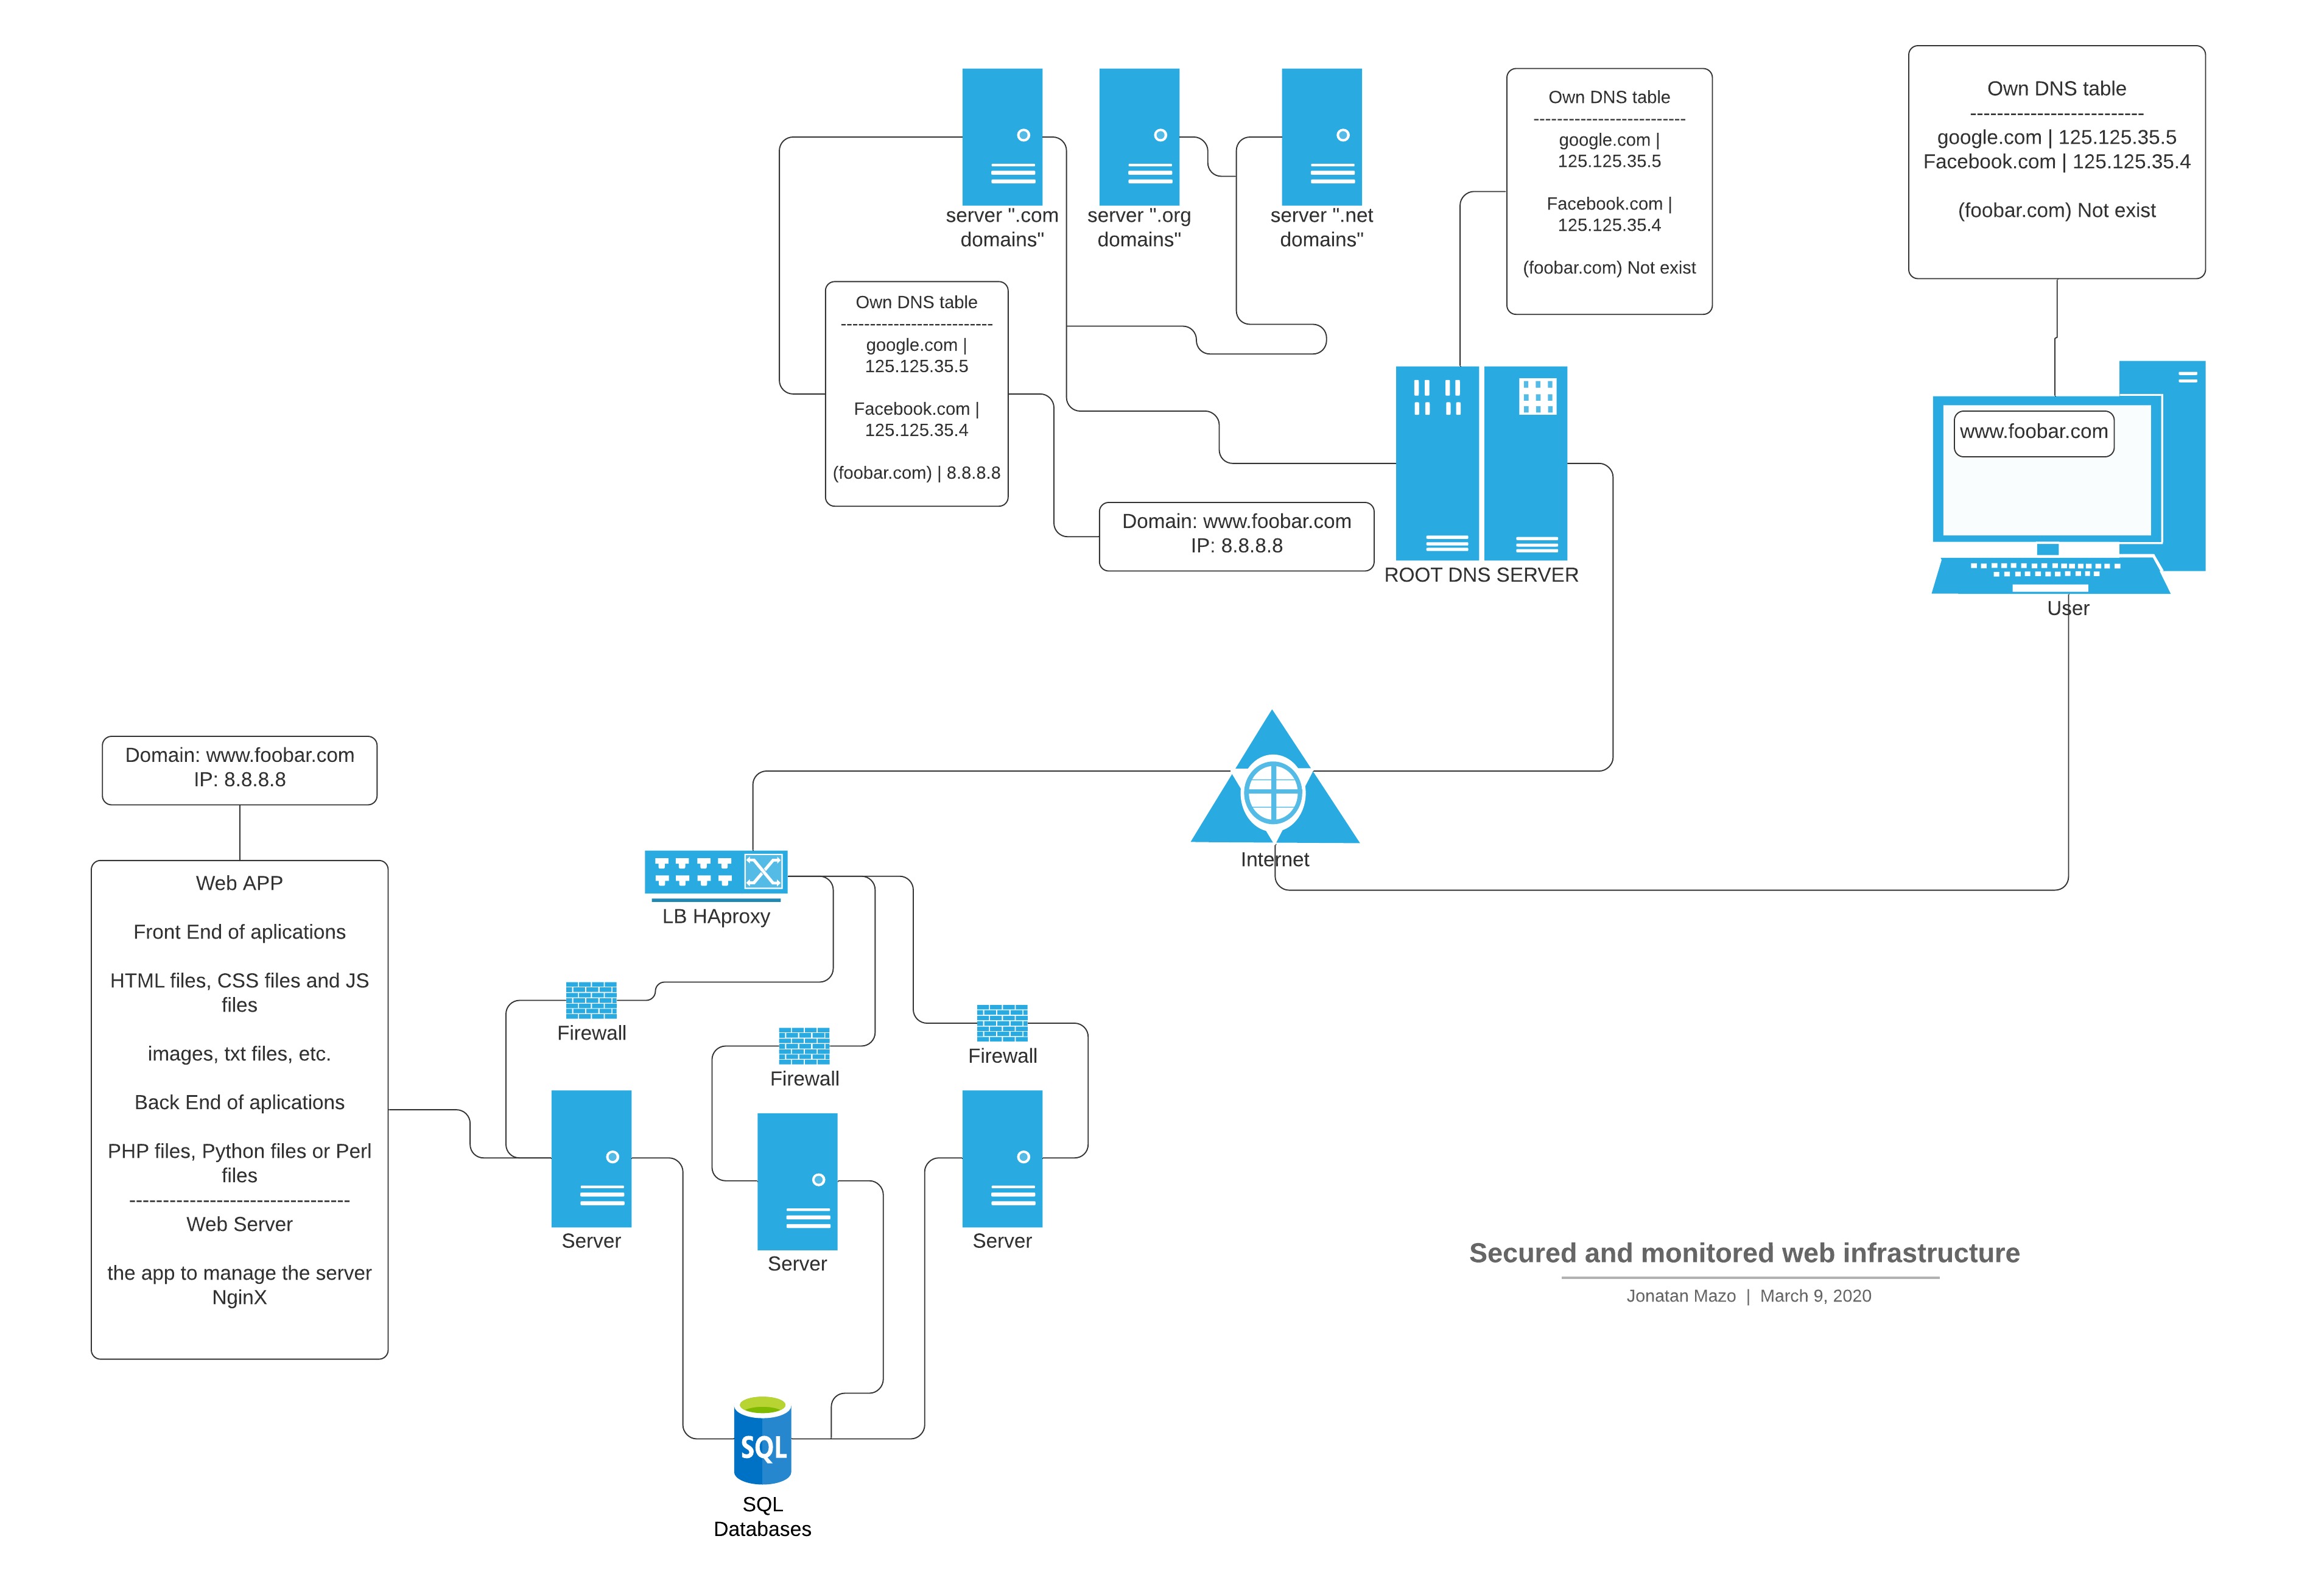 Own DNS table
--------------------------
google.com | 125.125.35.5
Facebook.com | 125.125.35.4
(foobar.com) Not exist
Own DNS table
--------------------------
google.com |
125.125.35.5
Facebook.com |
125.125.35.4
(foobar.com) Not exist
server ".com
domains"
server ".org
domains"
server ".net
domains"
Own DNS table
--------------------------
google.com |
125.125.35.5
Facebook.com |
125.125.35.4
(foobar.com) | 8.8.8.8
www.foobar.com
Domain: www.foobar.com
IP: 8.8.8.8
ROOT DNS SERVER
User
Domain: www.foobar.com
IP: 8.8.8.8
Internet
Web APP
Front End of aplications
HTML files, CSS files and JS
files
images, txt files, etc.
Back End of aplications
PHP files, Python files or Perl
files
---------------------------------
Web Server
the app to manage the server
NginX
LB HAproxy
Firewall
Firewall
Firewall
Server
Server
Server
Secured and monitored web infrastructure
Jonatan Mazo | March 9, 2020
SQL
SQL
Databases